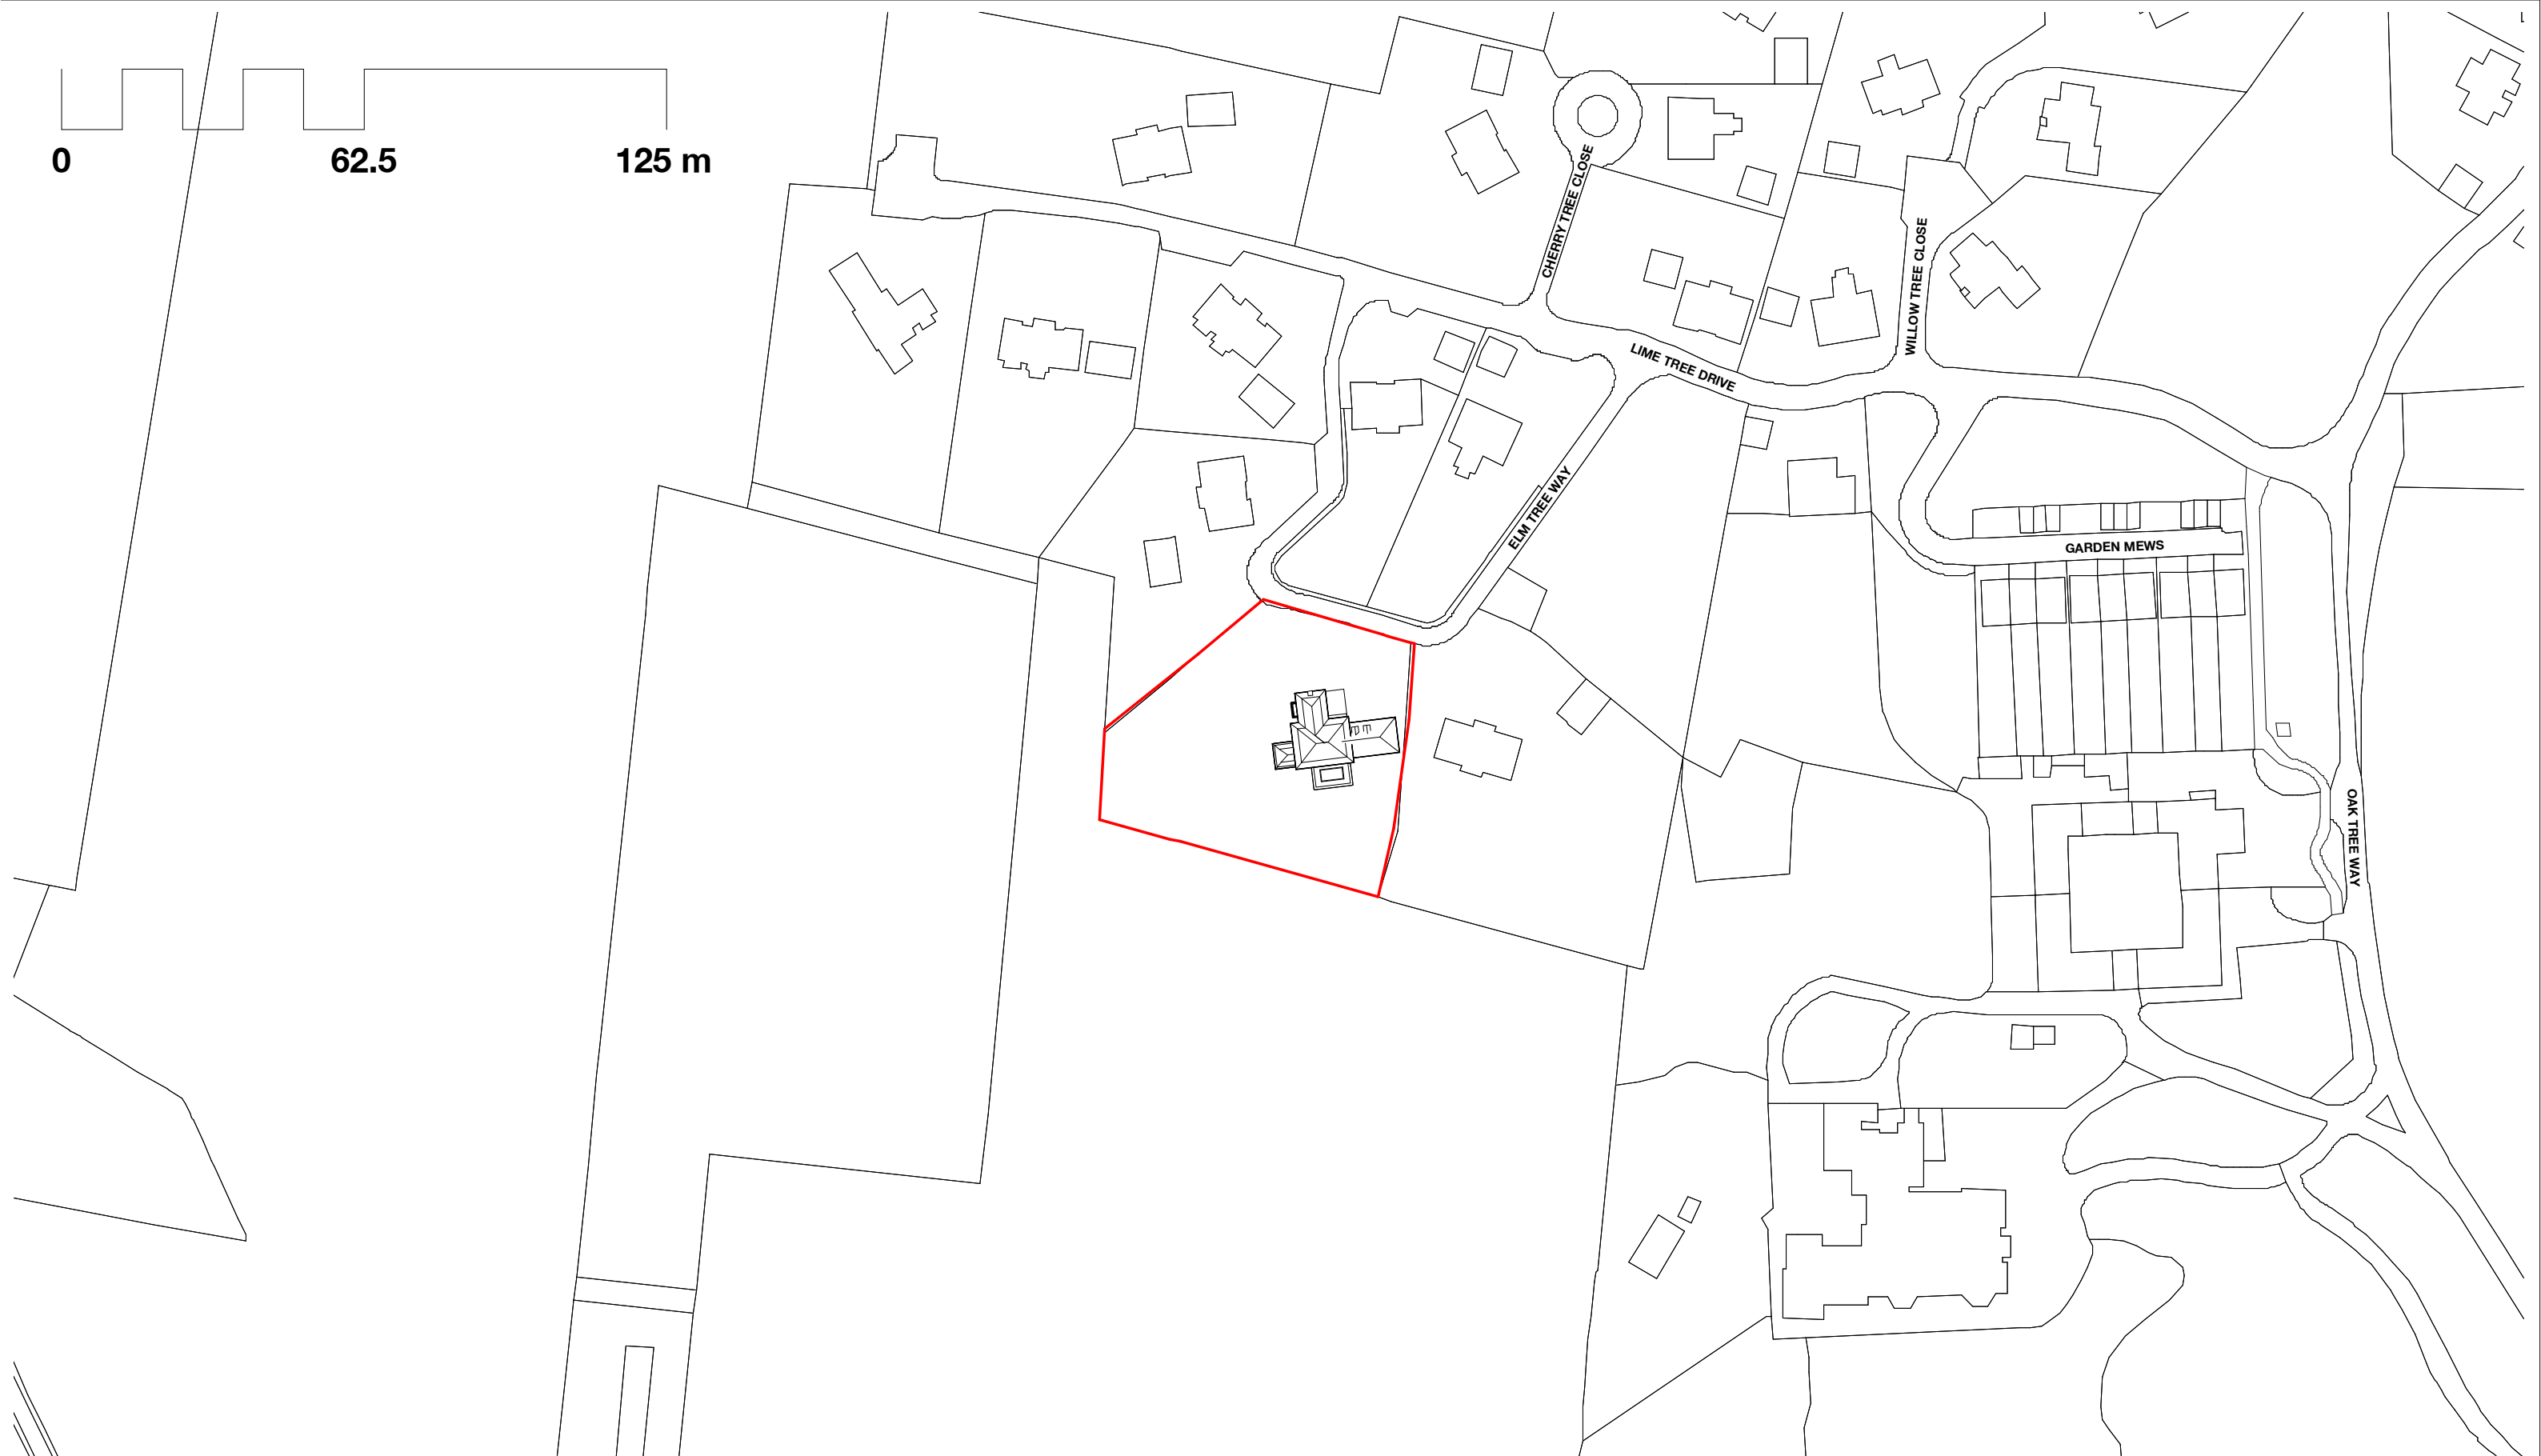 0 62.5 125 m
CHERRY TREE CLOSE
WILLOW TREE CLOSE
LIME TREE DRIVE
ELM TREE WAY
GARDEN MEWS
OAK TREE WAY